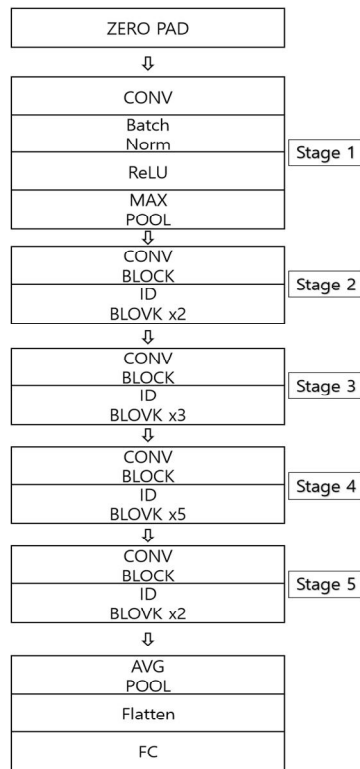 ZERO PAD
CONV
Batch
Norm
Stage 1
ReLU
MAX
POOL
CONV
BLOCK
Stage 2
ID
BLOVK x2
CONV
BLOCK
Stage 3
ID
BLOVK x3
CONV
BLOCK
Stage 4
ID
BLOVK x5
CONV
BLOCK
Stage 5
ID
BLOVK x2
AVG
POOL
Flatten
FC